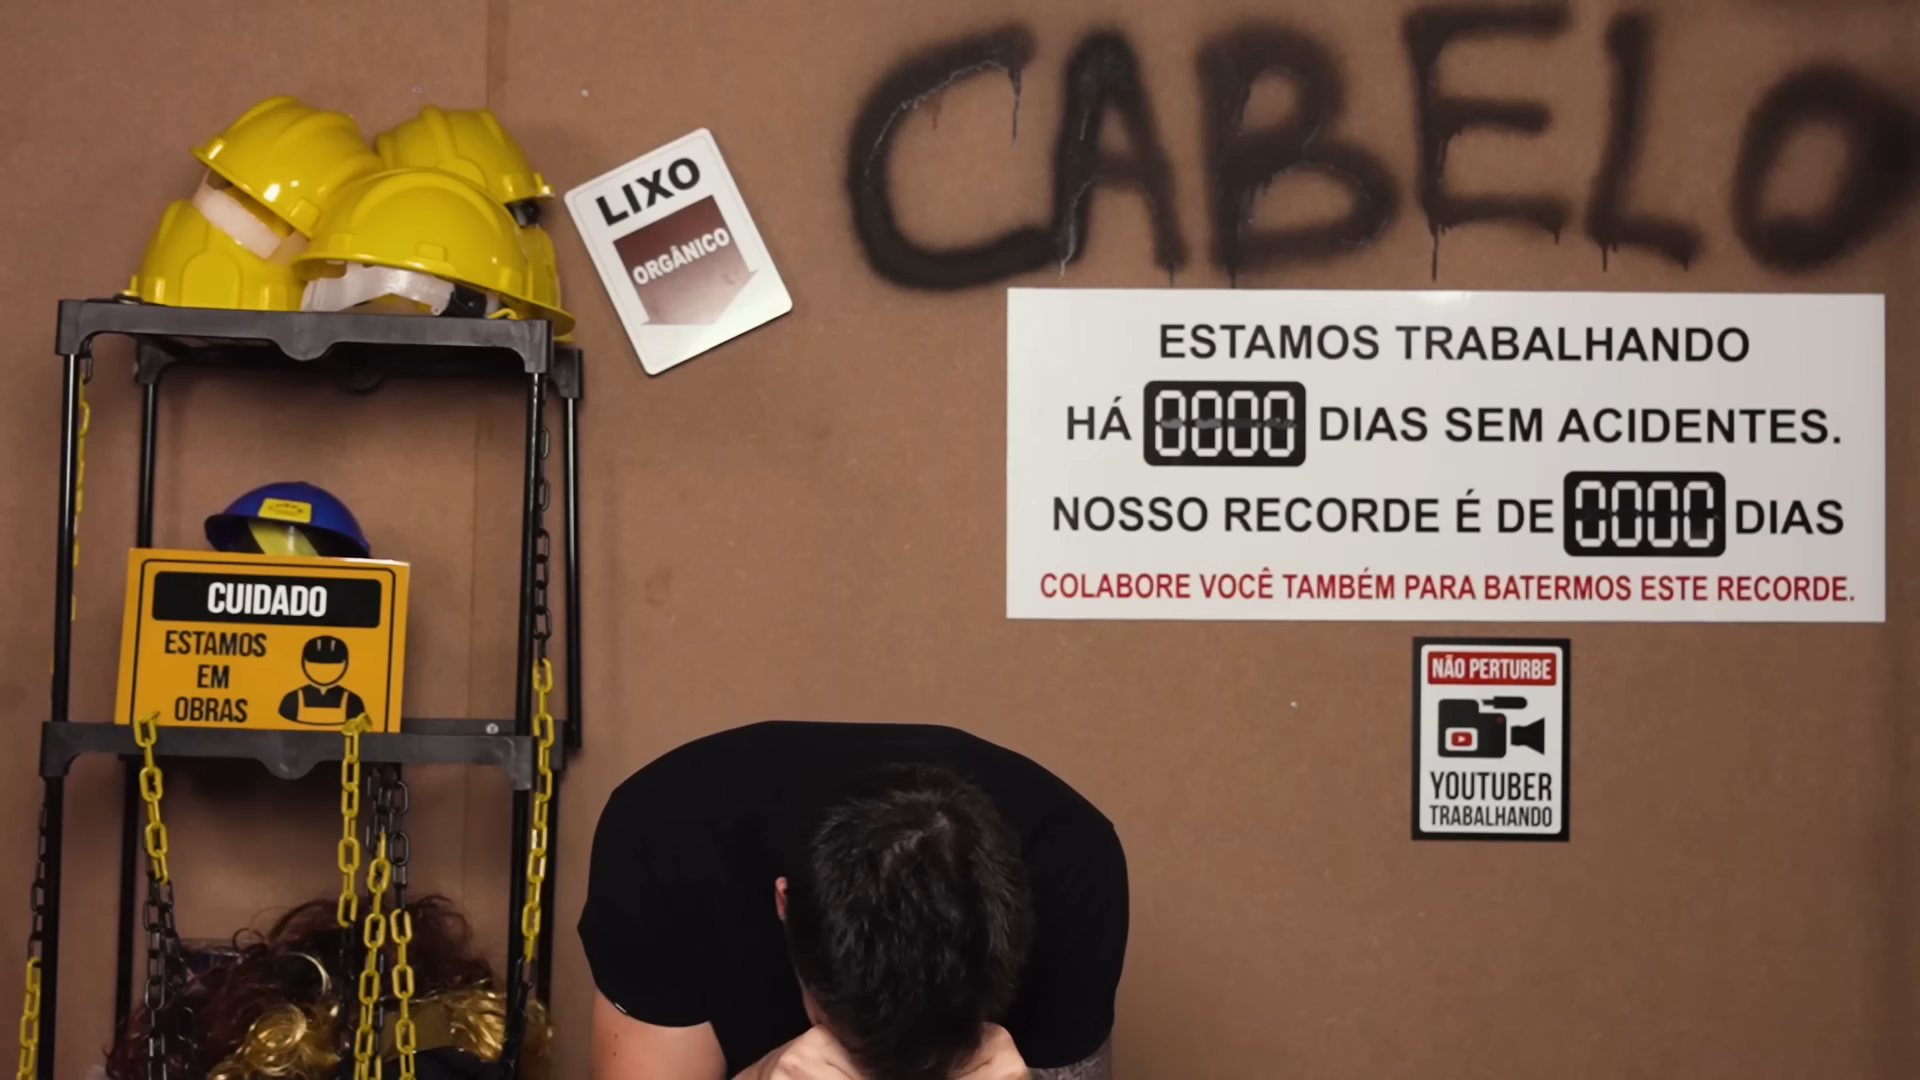 CABELO
LIXO
ORGÂNICO
ESTAMOS TRABALHANDO
HÁ 0000 DIAS SEM ACIDENTES.
NOSSO RECORDE É DE 0000 DIAS
COLABORE VOCÊ TAMBÉM PARA BATERMOS ESTE RECORDE.
CUIDADO
ESTAMOS
EM
OBRAS
NÃO PERTURBE
YOUTUBER
TRABALHANDO